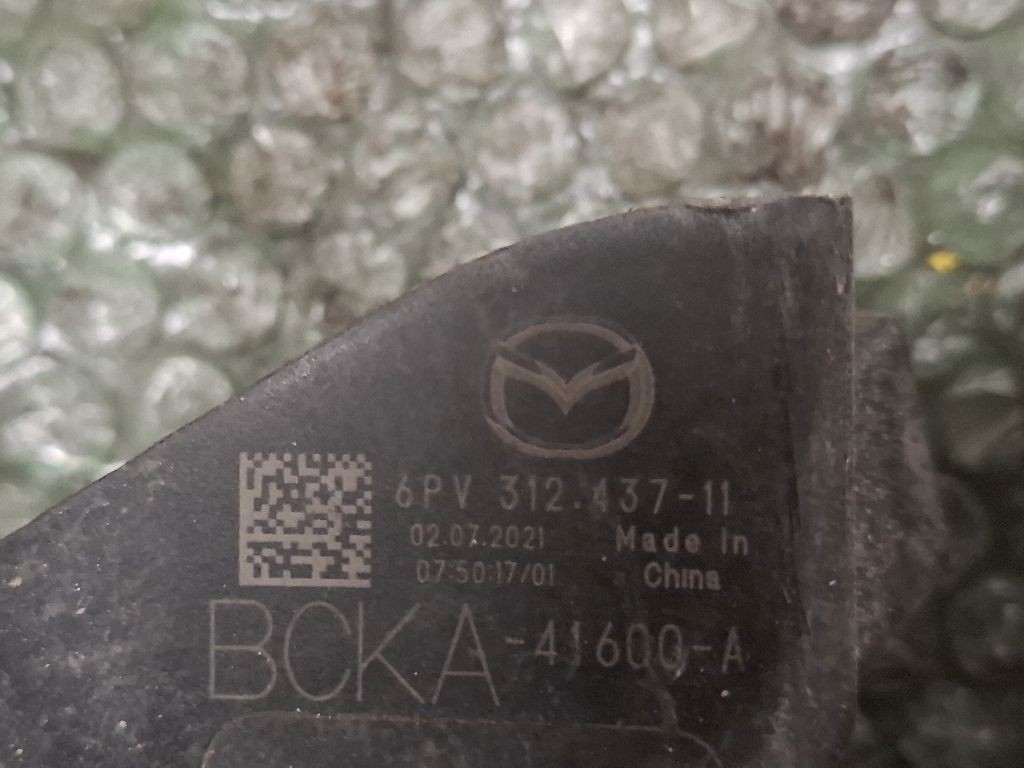 6PV 312.437-11
02.07.2021
07:50:17/01
Made In
China
BCKA-41600-A